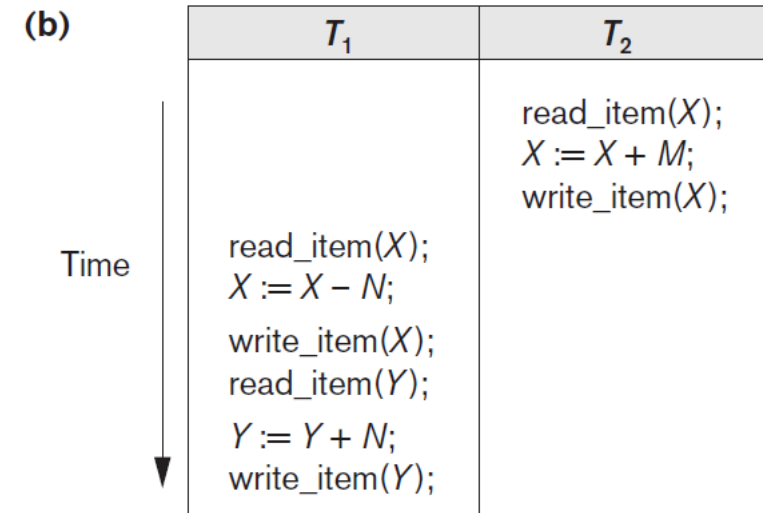 (b)
T1 T2
read_item(X);
X := X + M;
write_item(X);
Time
read_item(X);
X := X − N;
write_item(X);
read_item(Y);
Y := Y + N;
write_item(Y);